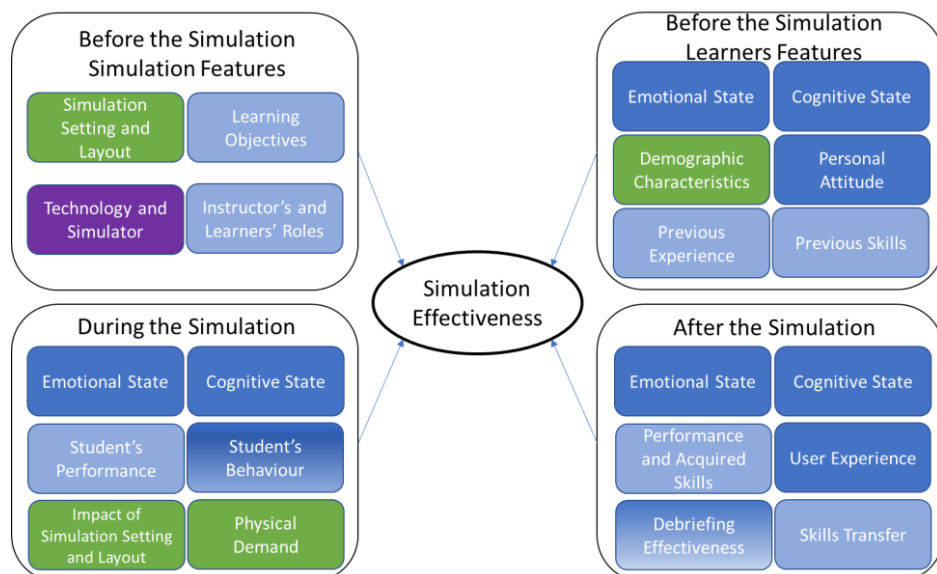 Before the Simulation
Simulation Features
Simulation
Setting and
Layout
Learning
Objectives
Technology and
Simulator
Instructor's and
Learners' Roles
Before the Simulation
Learners Features
Emotional State
Cognitive State
Demographic
Characteristics
Personal
Attitude
Previous
Experience
Previous Skills
Simulation
Effectiveness
During the Simulation
Emotional State
Cognitive State
Student's
Performance
Student's
Behaviour
Impact of
Simulation Setting
and Layout
Physical
Demand
After the Simulation
Emotional State
Cognitive State
Performance
and Acquired
Skills
User Experience
Debriefing
Effectiveness
Skills Transfer